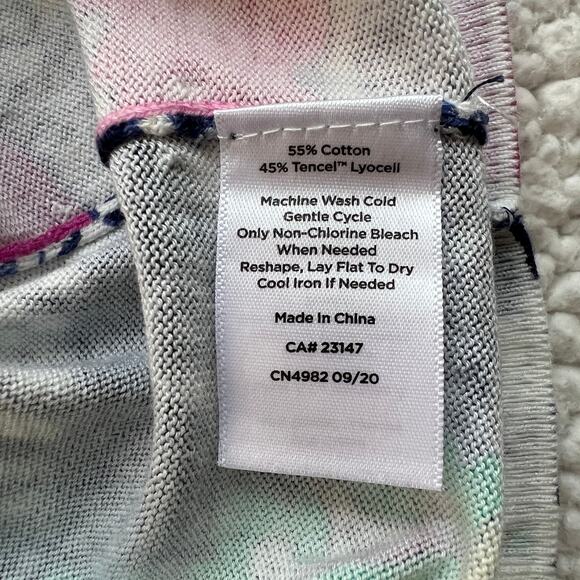 55% Cotton
45% Tencel™ Lyocell
Machine Wash Cold
Gentle Cycle
Only Non-Chlorine Bleach
When Needed
Reshape, Lay Flat To Dry
Cool Iron If Needed
Made In China
CA# 23147
CN4982 09/20